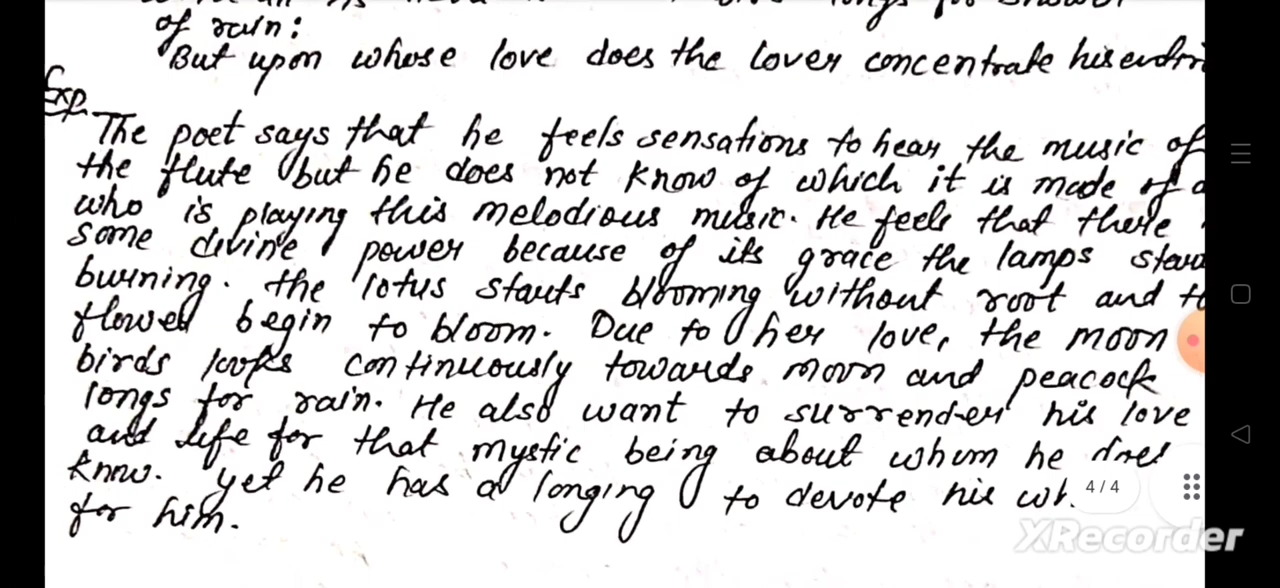 of rain:
But upon whose love does the Lover concentrate his entir
Exp.
The poet says that he feels sensations to hear the music of
the flute but he does not know of which it is made of o
who is playing this melodious music. He feels that there
some divine power because of its grace the lamps star
burning. the lotus starts blooming without root and th
flower begin to bloom. Due to her love, the moon
birds looks continuously towards moon and peacock
longs for rain. He also want to surrender his love
and life for that mystic being about whom he does
know. yet he has a longing to devote his wh
for him.
4/4
XRecorder